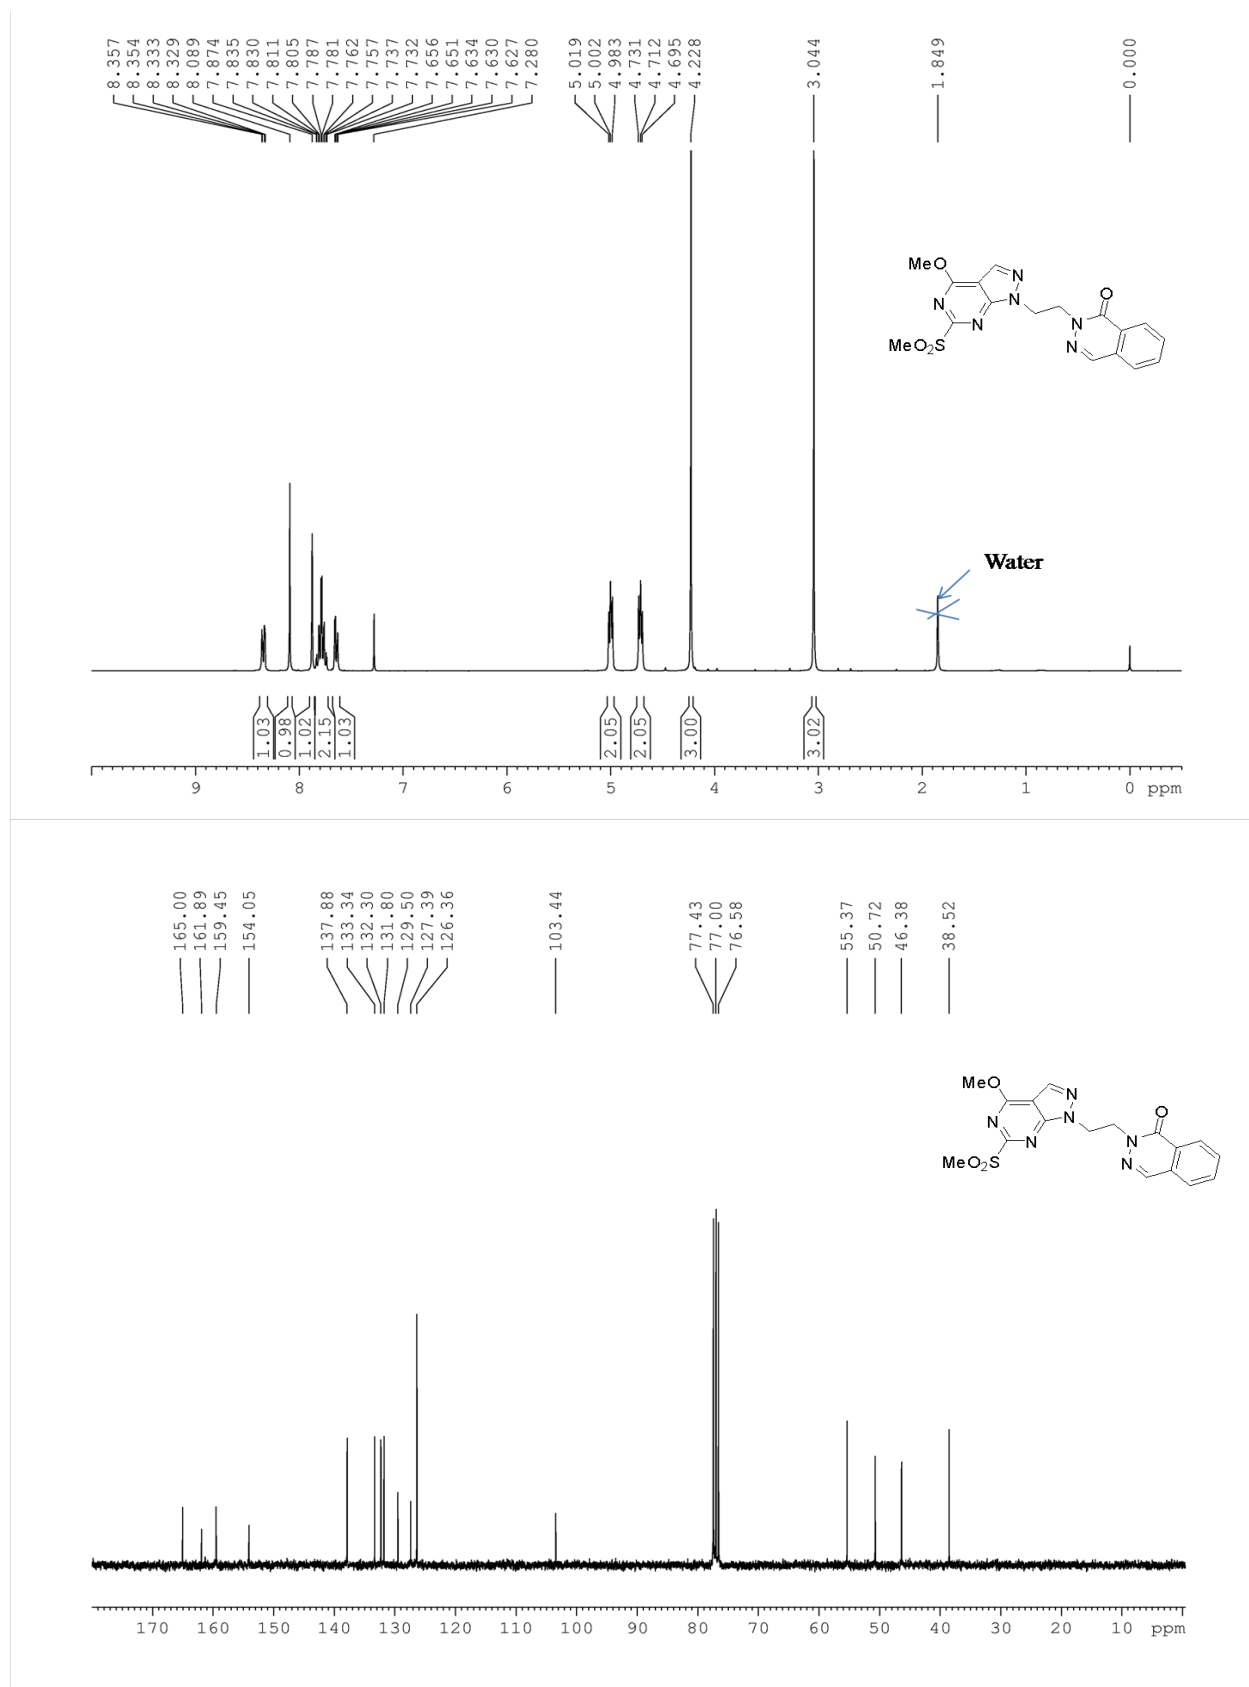 8.357 8.354 8.333 8.329 8.089 7.874 7.835 7.830 7.811 7.805 7.787 7.781 7.762 7.757 7.737 7.732 7.656 7.651 7.634 7.630 7.627 7.280 5.019 5.002 4.983 4.731 4.712 4.695 4.228 3.044 1.849 0.000
MeO N
N N N O
MeO2S N N
N
Water
1.03 0.98 1.02 2.15 1.03 2.05 2.05 3.00 3.02
9 8 7 6 5 4 3 2 1 0 ppm
165.00 161.89 159.45 154.05 137.88 133.34 132.30 131.80 129.50 127.39 126.36 103.44 77.43 77.00 76.58 55.37 50.72 46.38 38.52
MeO N
N N N O
MeO2S N N
N
170 160 150 140 130 120 110 100 90 80 70 60 50 40 30 20 10 ppm